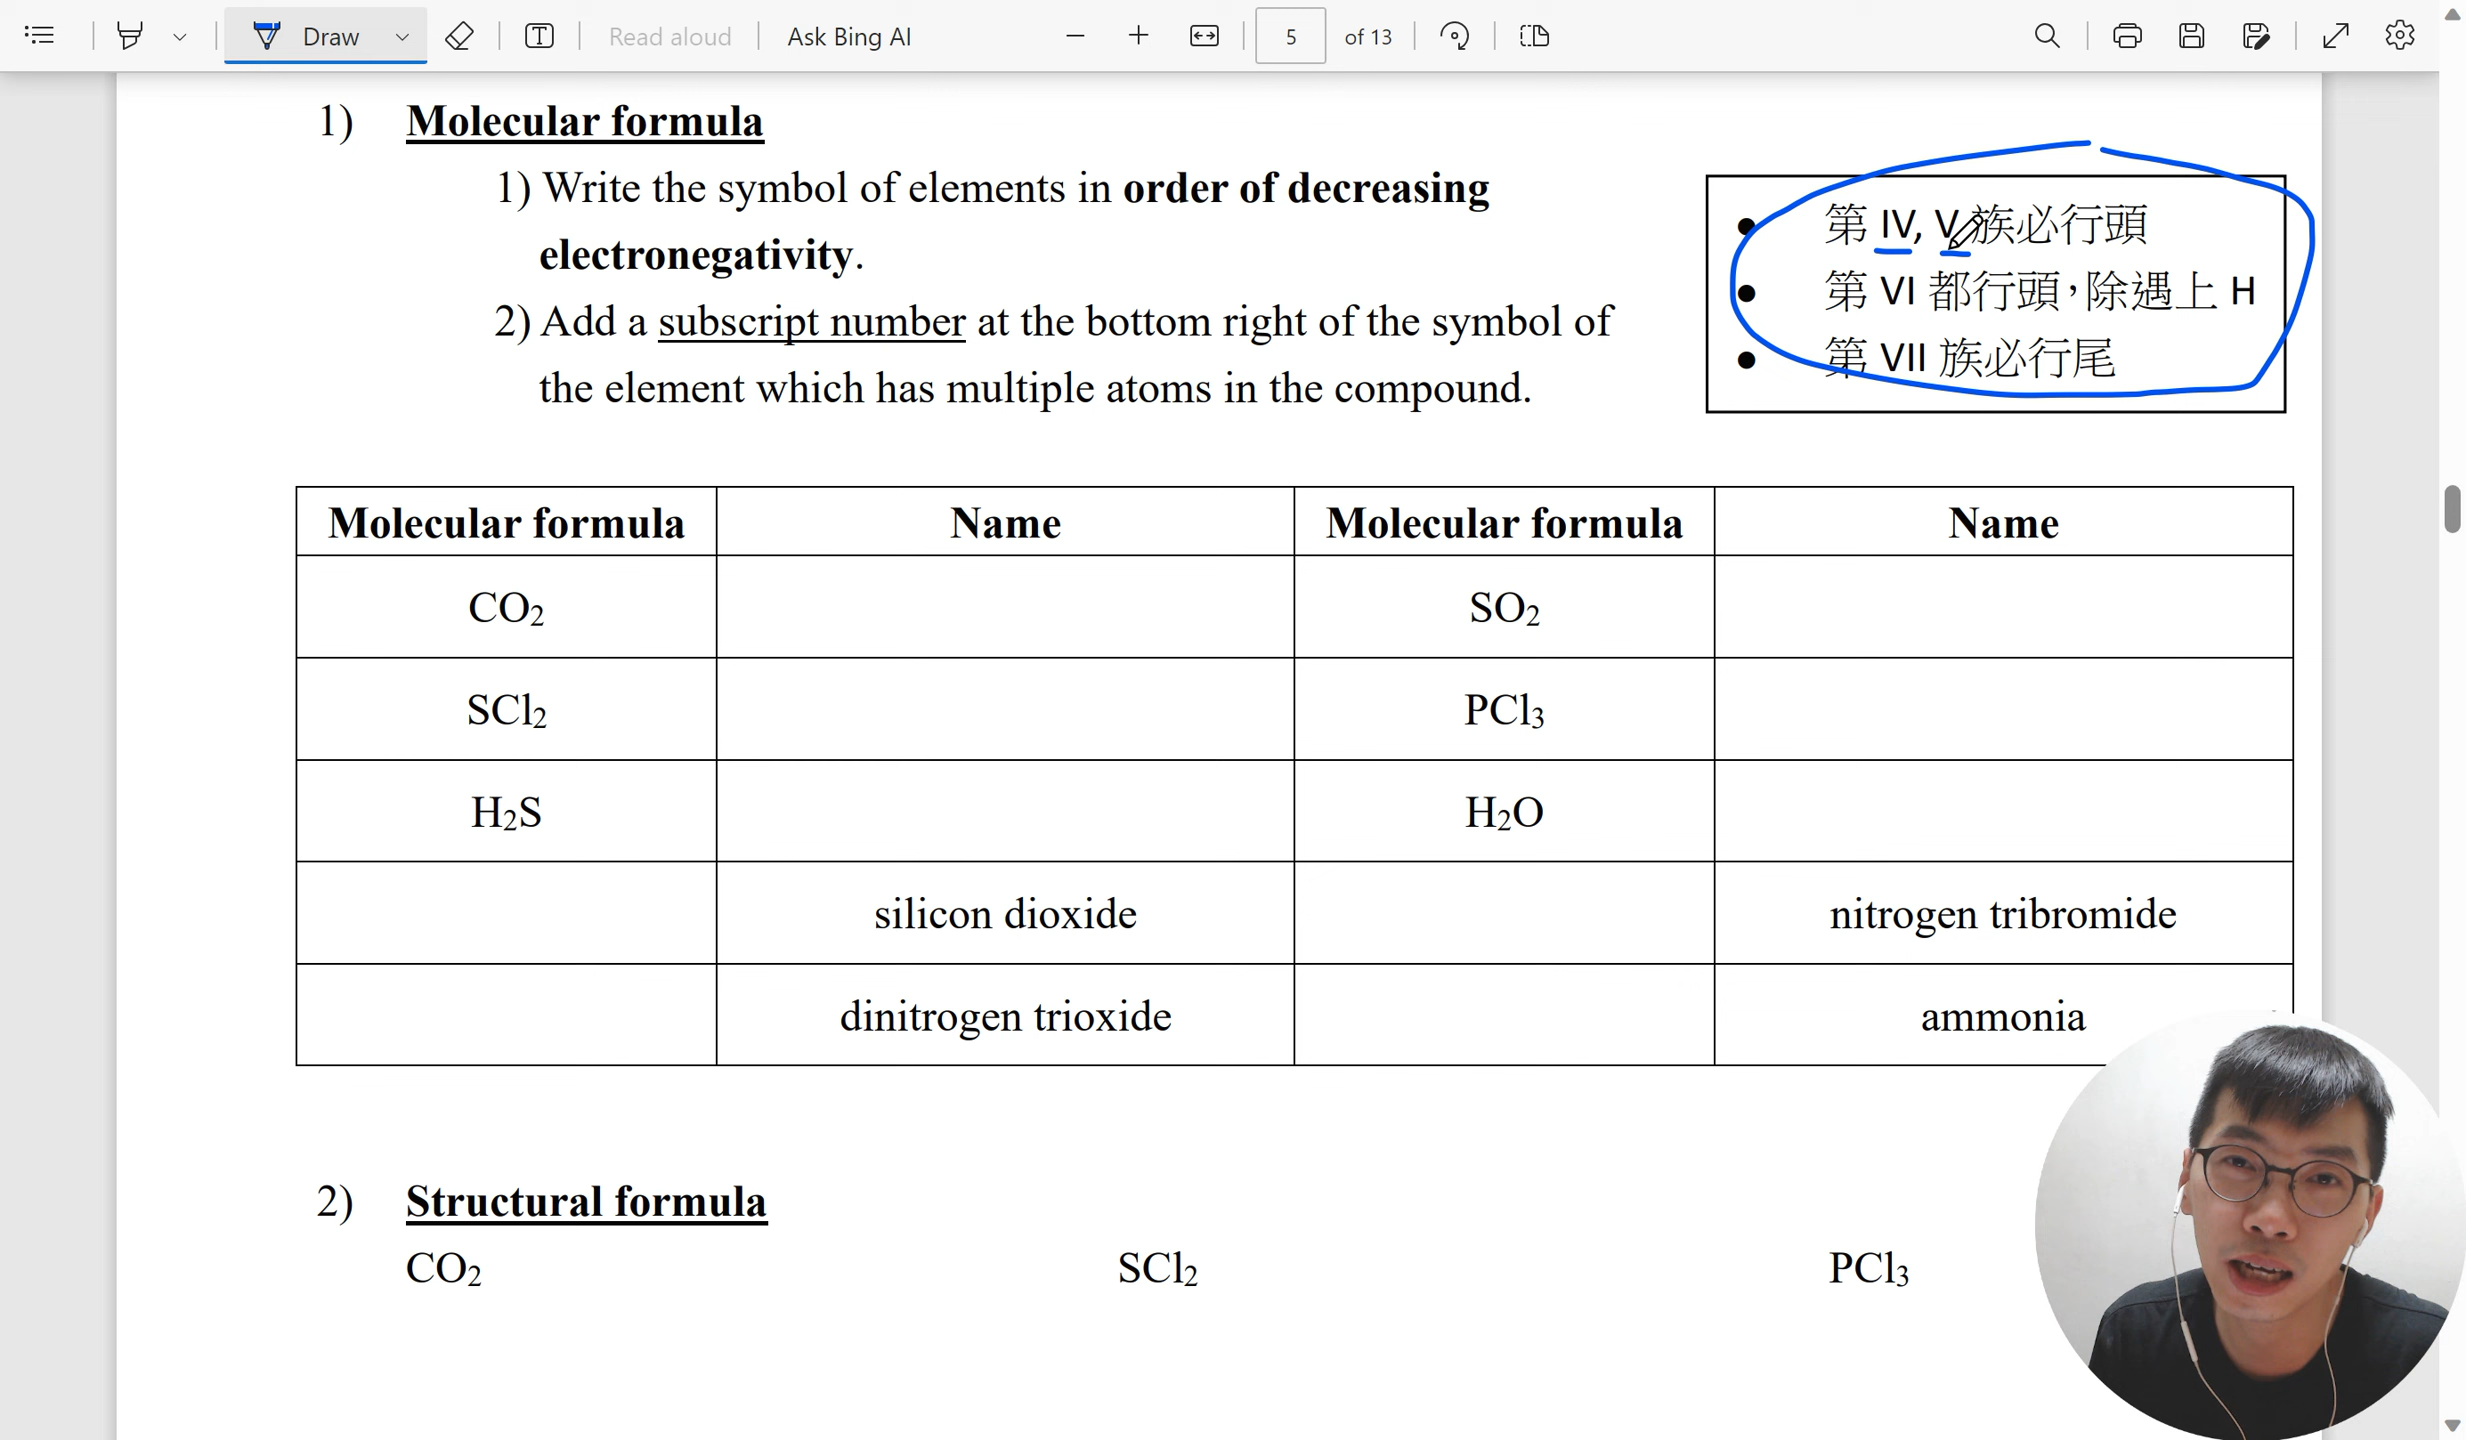 Draw
Read aloud
Ask Bing AI
5 of 13
1) Molecular formula
1) Write the symbol of elements in order of decreasing
electronegativity.
2) Add a subscript number at the bottom right of the symbol of
the element which has multiple atoms in the compound.
● 第 IV, V 族必行頭
● 第 VI 都行頭，除遇上 H
● 第 VII 族必行尾
Molecular formula Name Molecular formula Name
CO₂ SO₂
SCl₂ PCl₃
H₂S H₂O
silicon dioxide nitrogen tribromide
dinitrogen trioxide ammonia
2) Structural formula
CO₂ SCl₂ PCl₃